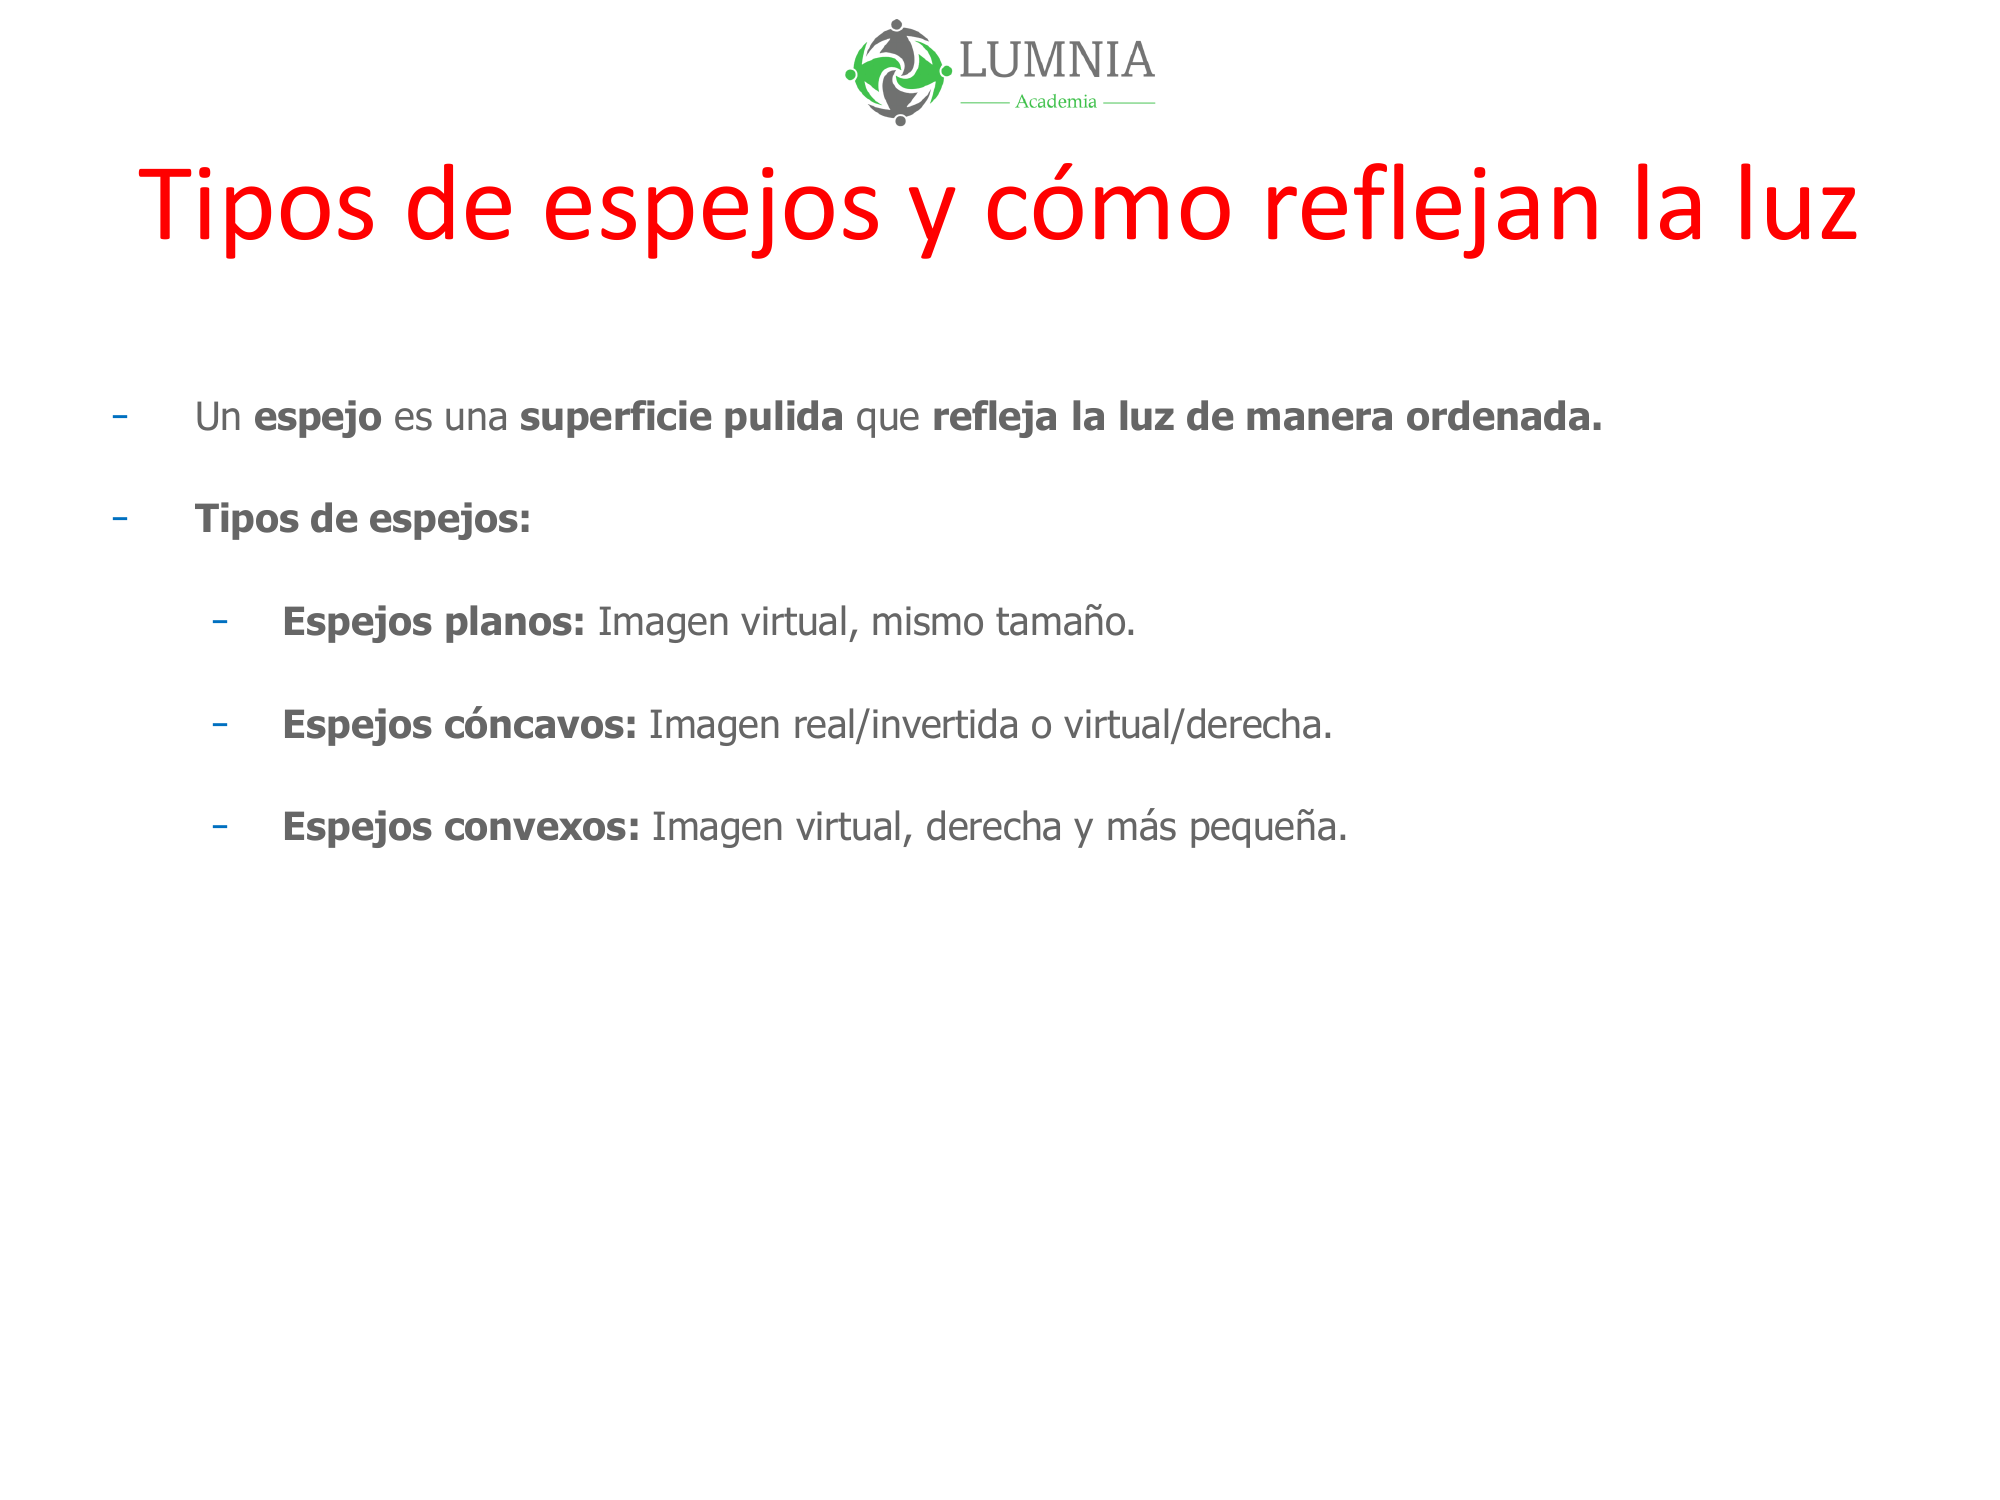 LUMNIA
Academia
Tipos de espejos y cómo reflejan la luz
- Un espejo es una superficie pulida que refleja la luz de manera ordenada.
- Tipos de espejos:
- Espejos planos: Imagen virtual, mismo tamaño.
- Espejos cóncavos: Imagen real/invertida o virtual/derecha.
- Espejos convexos: Imagen virtual, derecha y más pequeña.